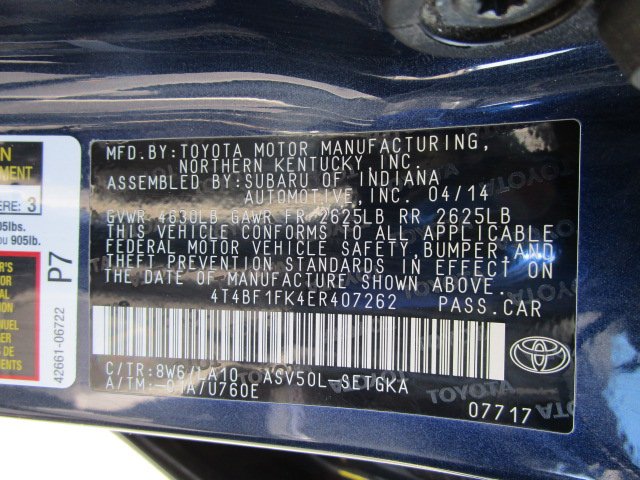 MFD.BY:TOYOTA MOTOR MANUFACTURING,
NORTHERN KENTUCKY, INC.
ASSEMBLED BY:SUBARU OF INDIANA
AUTOMOTIVE,INC. 04/14
GVWR 4630LB GAWR FR 2625LB RR 2625LB
THIS VEHICLE CONFORMS TO ALL APPLICABLE
FEDERAL MOTOR VEHICLE SAFETY,BUMPER,AND
THEFT PREVENTION STANDARDS IN EFFECT ON
THE DATE OF MANUFACTURE SHOWN ABOVE.
4T4BF1FK4ER407262 PASS.CAR
C/TR:8W6/LA10 ASV50L-SETGKA
A/TM:-01A/U760E
TOYOTA
07717
P7
42661-06722
ERE: 3
905lb.